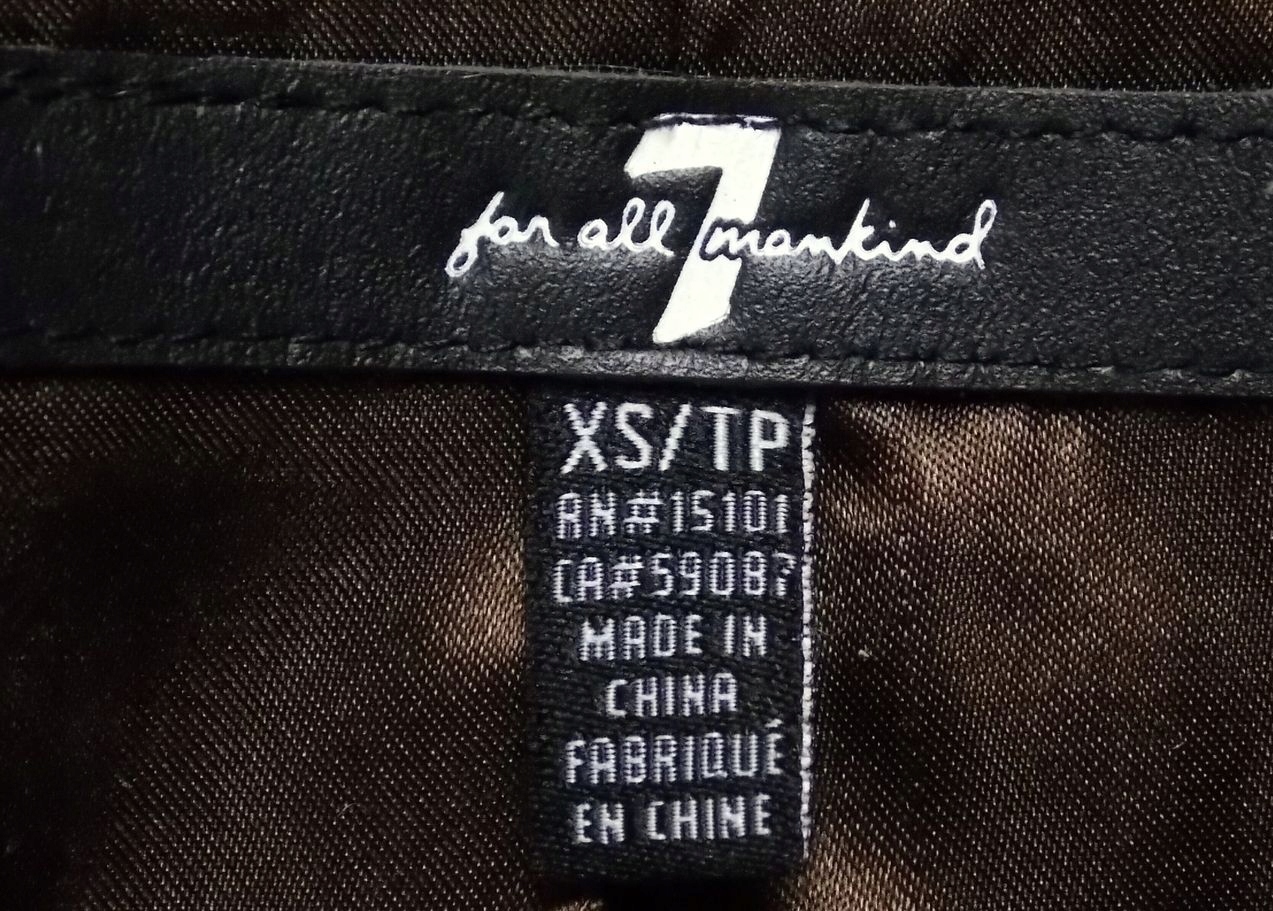 7
for all mankind
XS/TP
RN#15101
CA#59087
MADE IN
CHINA
FABRIQUÉ
EN CHINE